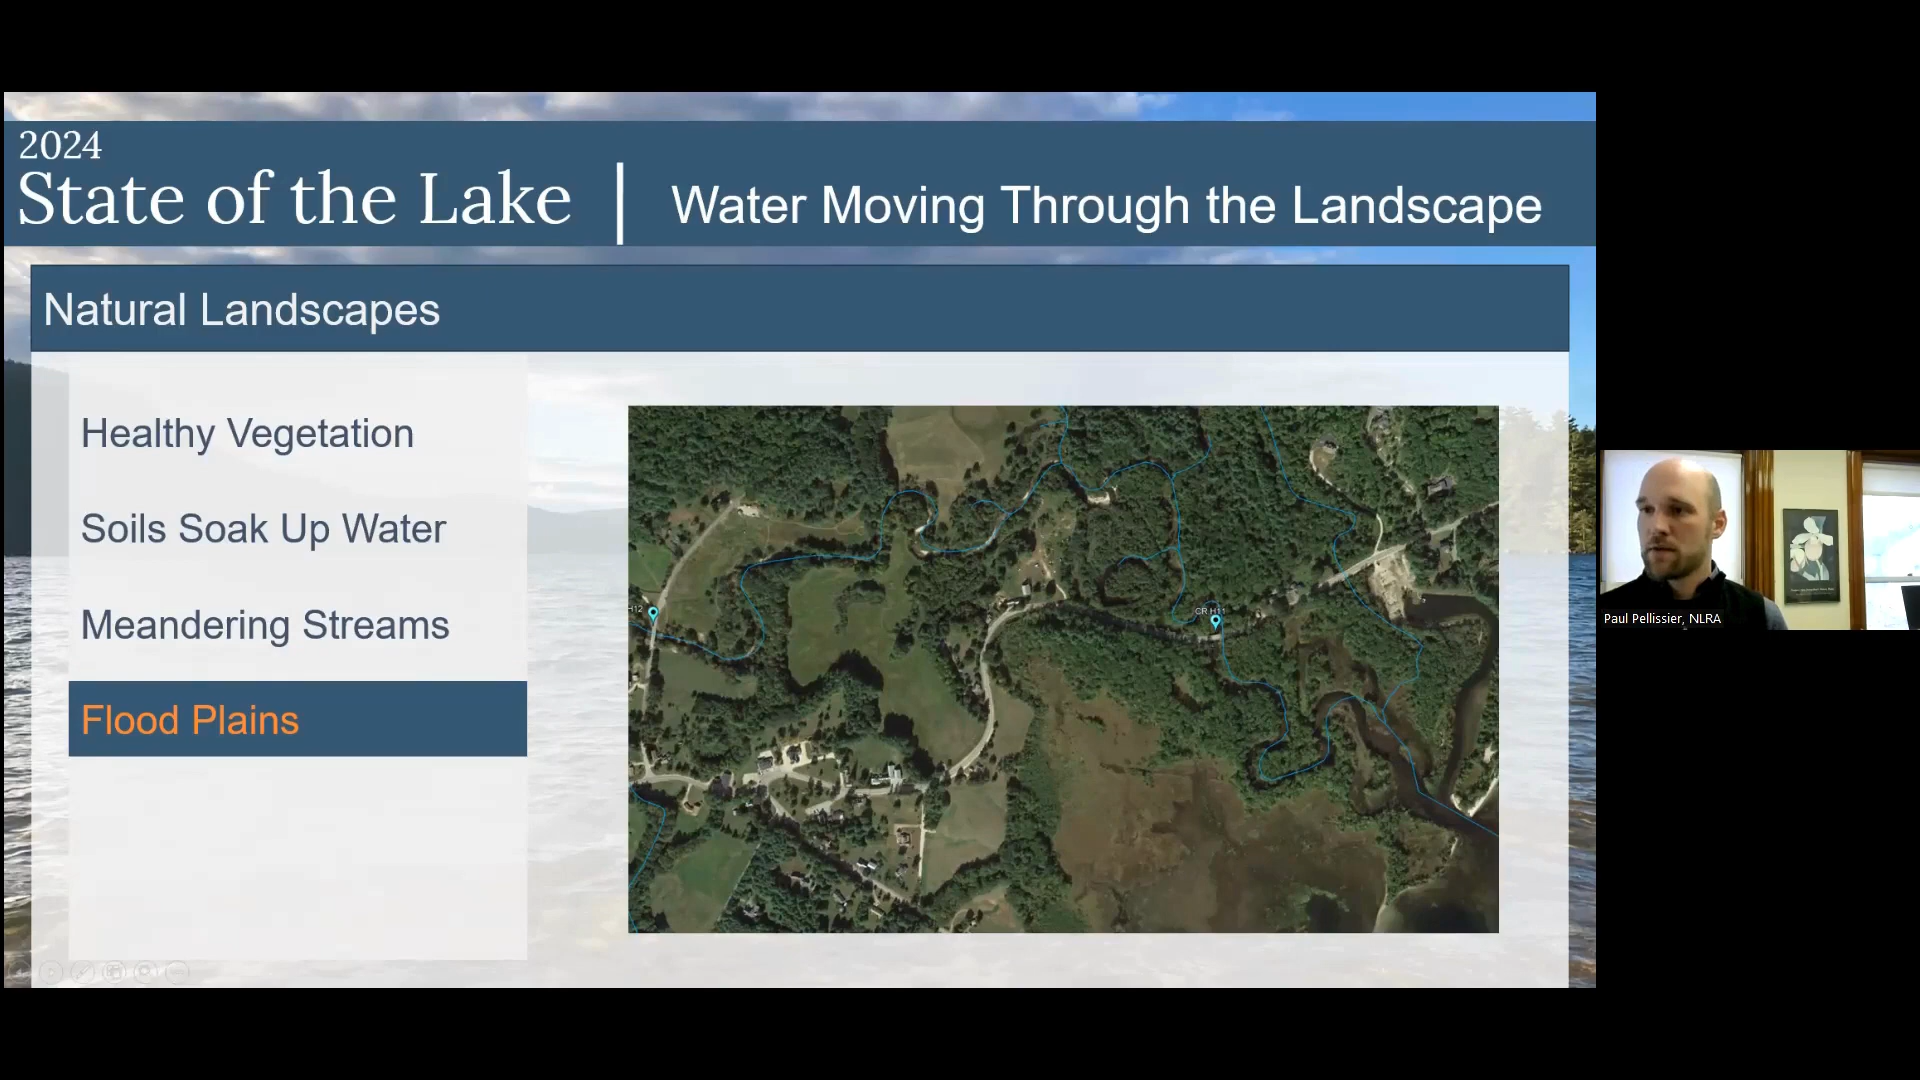 2024
State of the Lake | Water Moving Through the Landscape
Natural Landscapes
Healthy Vegetation
Soils Soak Up Water
Meandering Streams
Flood Plains
H12
CR H11
Paul Pellissier, NLRA